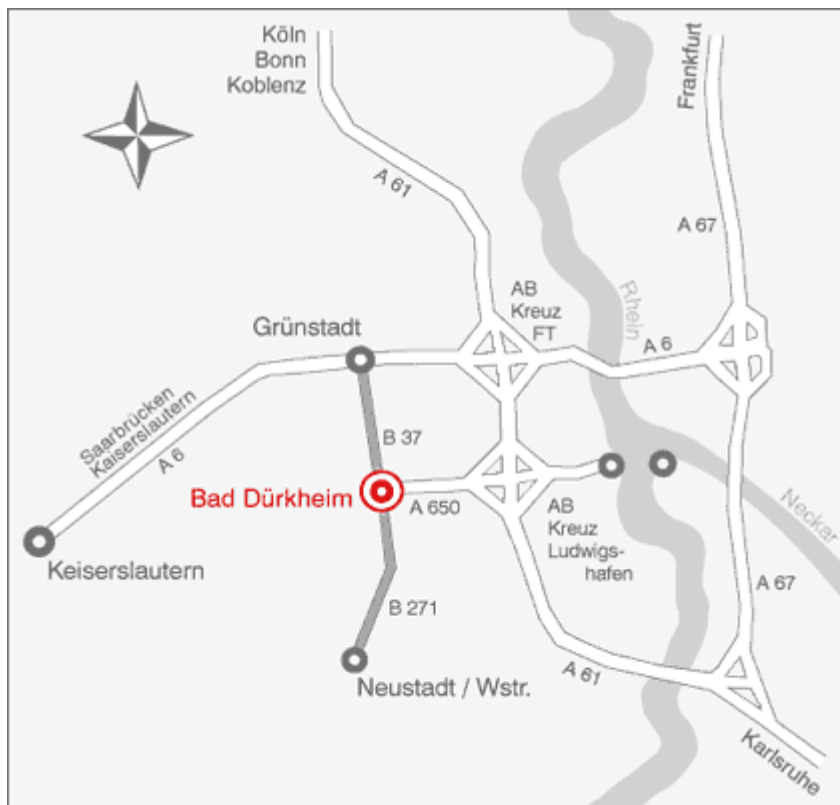 Köln
Bonn
Koblenz
Frankfurt
A 61
A 67
Rhein
AB
Kreuz
FT
Grünstadt
A 6
Saarbrücken
Kaiserslautern
A 6
B 37
Bad Dürkheim
A 650
AB
Kreuz
Ludwigs-
hafen
Neckar
Keiserslautern
B 271
A 67
Neustadt / Wstr.
A 61
Karlsruhe